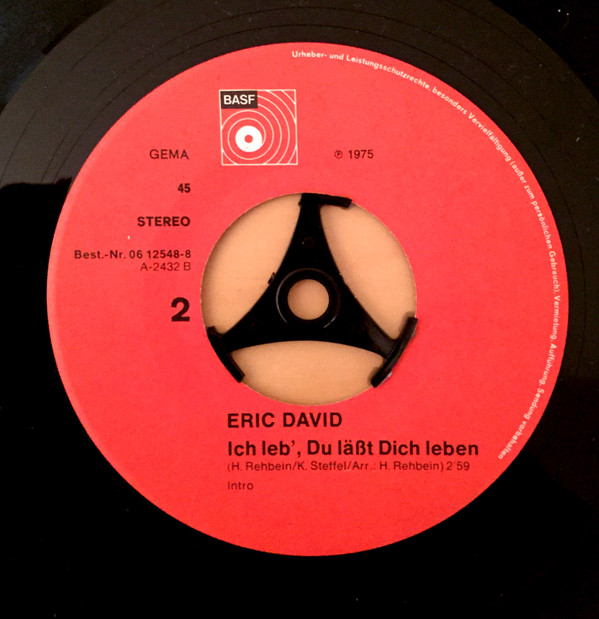 Urheber- und Leistungsschutzrechte, besonders Vervielfältigung (außer zum persönlichen Gebrauch), Vermietung, Aufführung, Sendung vorbehalten
BASF
GEMA
℗ 1975
45
STEREO
Best.-Nr. 06 12548-8
A-2432 B
2
ERIC DAVID
Ich leb', Du läßt Dich leben
(H. Rehbein/K. Steffel/Arr.: H. Rehbein) 2'59
Intro